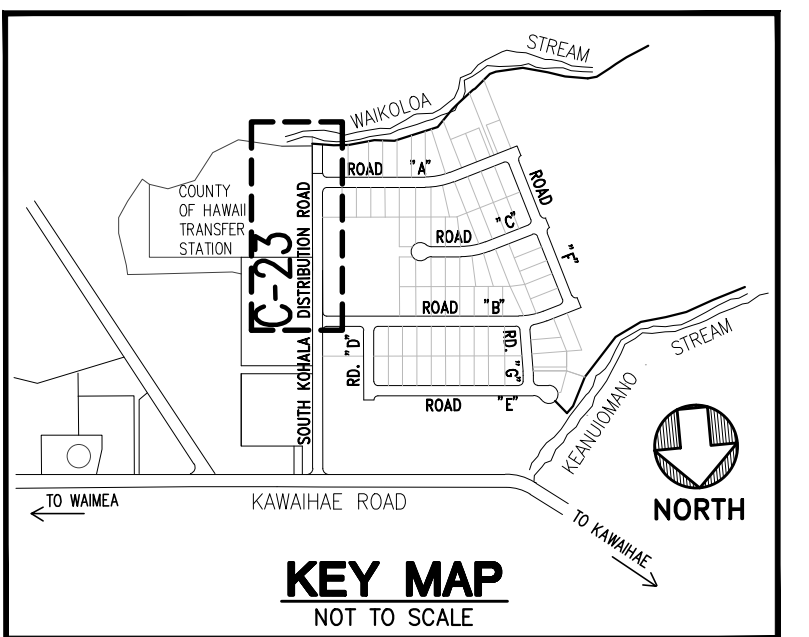 STREAM
WAIKOLOA
ROAD "A"
COUNTY
OF HAWAII
TRANSFER
STATION
C-23
SOUTH KOHALA DISTRIBUTION ROAD
ROAD "F"
ROAD "C"
ROAD "B"
RD. "D"
RD. "G"
ROAD "E"
STREAM
KEANUIOMANO
NORTH
TO WAIMEA
KAWAIHAE ROAD
TO KAWAIHAE
KEY MAP
NOT TO SCALE